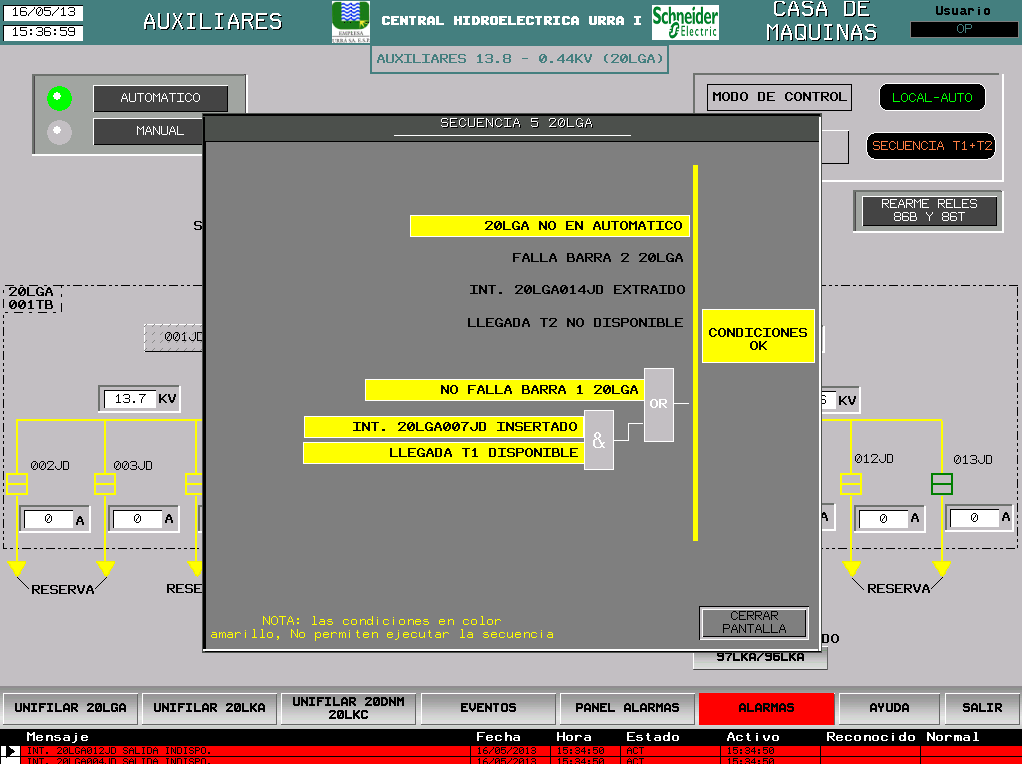 16/05/13
15:36:59
AUXILIARES
EMPRESA
URRÁ S.A. E.S.P.
CENTRAL HIDROELECTRICA URRA I
Schneider
Electric
CASA DE
MAQUINAS
Usuario
OP
AUXILIARES 13.8 - 0.44KV (20LGA)
AUTOMATICO
MANUAL
MODO DE CONTROL
LOCAL-AUTO
SECUENCIA T1+T2
REARME RELES
86B Y 86T
SECUENCIA 5 20LGA
S
20LGA NO EN AUTOMATICO
FALLA BARRA 2 20LGA
INT. 20LGA014JD EXTRAIDO
LLEGADA T2 NO DISPONIBLE
CONDICIONES
OK
NO FALLA BARRA 1 20LGA
OR
INT. 20LGA007JD INSERTADO
&
LLEGADA T1 DISPONIBLE
20LGA
001TB
001JD
13.7 KV
KV
002JD
003JD
012JD
013JD
0 A
0 A
A
0 A
0 A
RESERVA
RESE
RESERVA
NOTA: las condiciones en color
amarillo, No permiten ejecutar la secuencia
CERRAR
PANTALLA
DO
97LKA/96LKA
UNIFILAR 20LGA
UNIFILAR 20LKA
UNIFILAR 20DNM
20LKC
EVENTOS
PANEL ALARMAS
ALARMAS
AYUDA
SALIR
Mensaje Fecha Hora Estado Activo Reconocido Normal
INT. 20LGA012JD SALIDA INDISPO. 16/05/2013 15:34:50 ACT 15:34:50
INT. 20LGA004JD SALIDA INDISPO. 16/05/2013 15:34:50 ACT 15:34:50